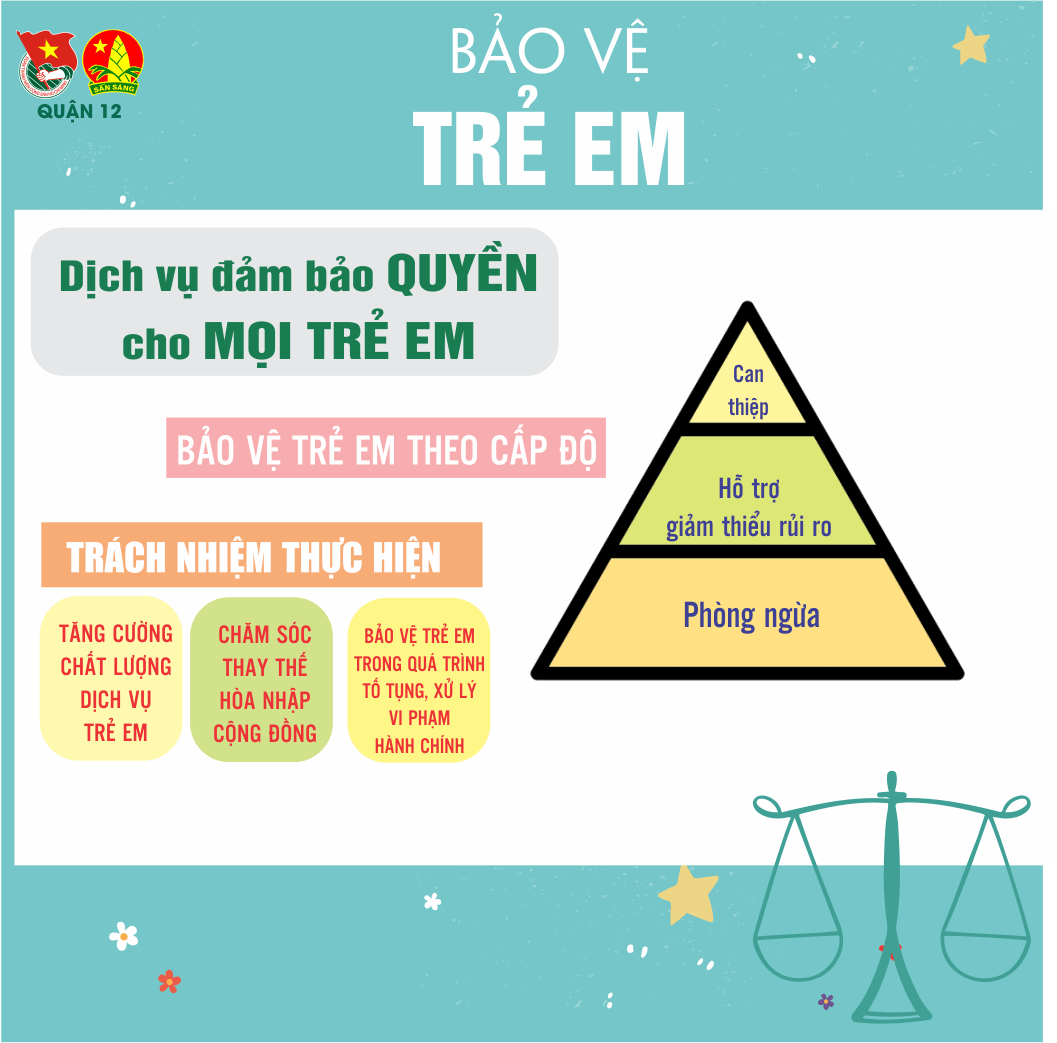 BẢO VỆ
TRẺ EM
SẴN SÀNG
QUẬN 12
Dịch vụ đảm bảo QUYỀN
cho MỌI TRẺ EM
BẢO VỆ TRẺ EM THEO CẤP ĐỘ
Can
thiệp
Hỗ trợ
giảm thiểu rủi ro
Phòng ngừa
TRÁCH NHIỆM THỰC HIỆN
TĂNG CƯỜNG
CHẤT LƯỢNG
DỊCH VỤ
TRẺ EM
CHĂM SÓC
THAY THẾ
HÒA NHẬP
CỘNG ĐỒNG
BẢO VỆ TRẺ EM
TRONG QUÁ TRÌNH
TỐ TỤNG, XỬ LÝ
VI PHẠM
HÀNH CHÍNH